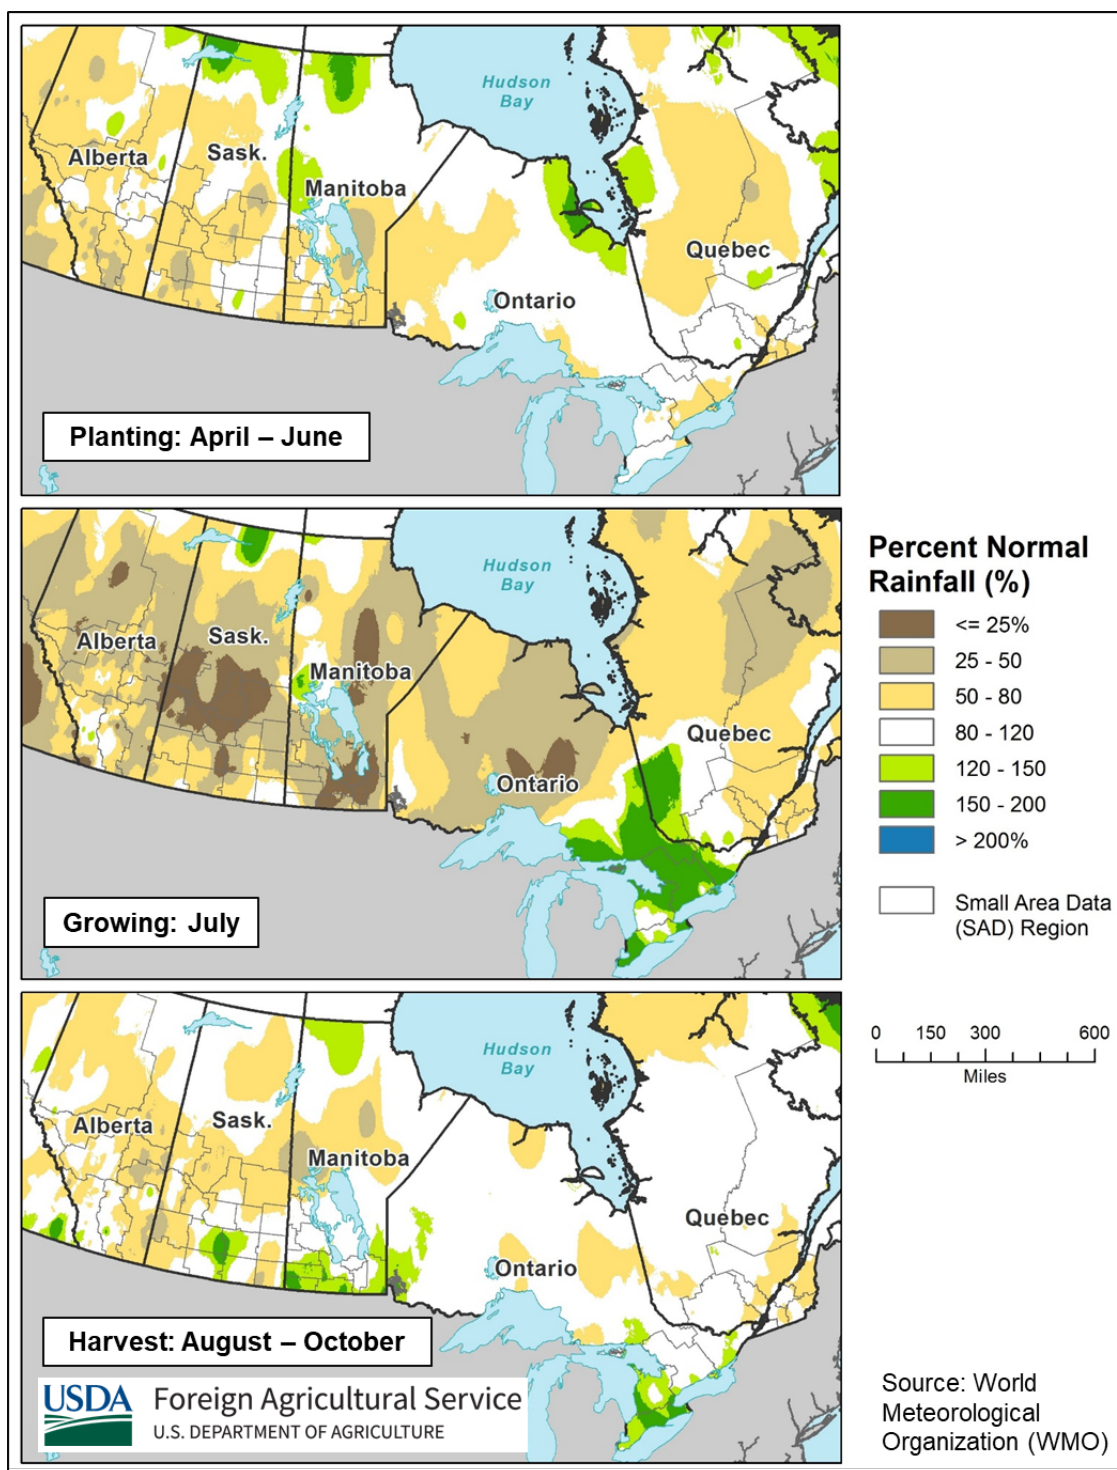 Hudson
Bay
Alberta
Sask.
Manitoba
Quebec
Ontario
Planting: April – June
Hudson
Bay
Alberta
Sask.
Manitoba
Quebec
Ontario
Growing: July
Percent Normal
Rainfall (%)
<= 25%
25 - 50
50 - 80
80 - 120
120 - 150
150 - 200
> 200%
Small Area Data
(SAD) Region
Hudson
Bay
Alberta
Sask.
Manitoba
Quebec
Ontario
Harvest: August – October
0 150 300 600
Miles
USDA
Foreign Agricultural Service
U.S. DEPARTMENT OF AGRICULTURE
Source: World
Meteorological
Organization (WMO)